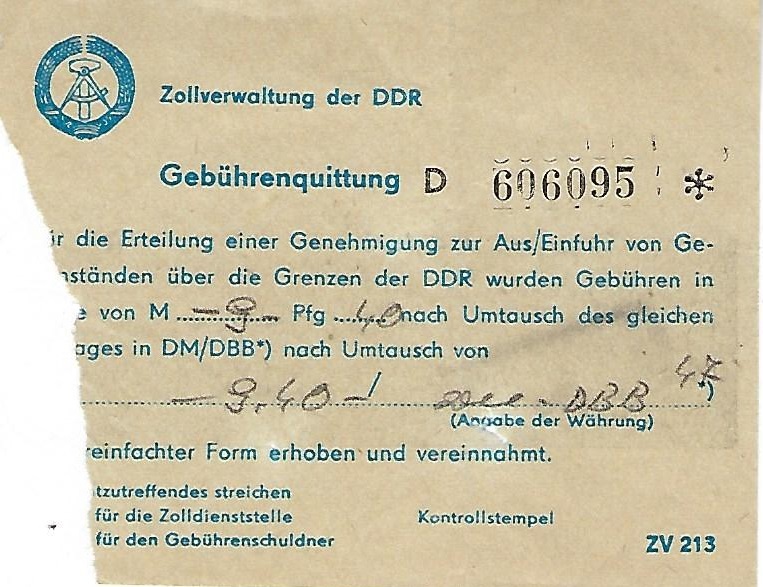 Zollverwaltung der DDR
Gebührenquittung D 606095 *
ür die Erteilung einer Genehmigung zur Aus/Einfuhr von Ge-
nständen über die Grenzen der DDR wurden Gebühren in
e von M –9– Pfg 40 nach Umtausch des gleichen
ages in DM/DBB*) nach Umtausch von
–9,40–/ DBB *)
(Angabe der Währung)
reinfachter Form erhoben und vereinnahmt.
tzutreffendes streichen
für die Zolldienststelle Kontrollstempel
für den Gebührenschuldner ZV 213